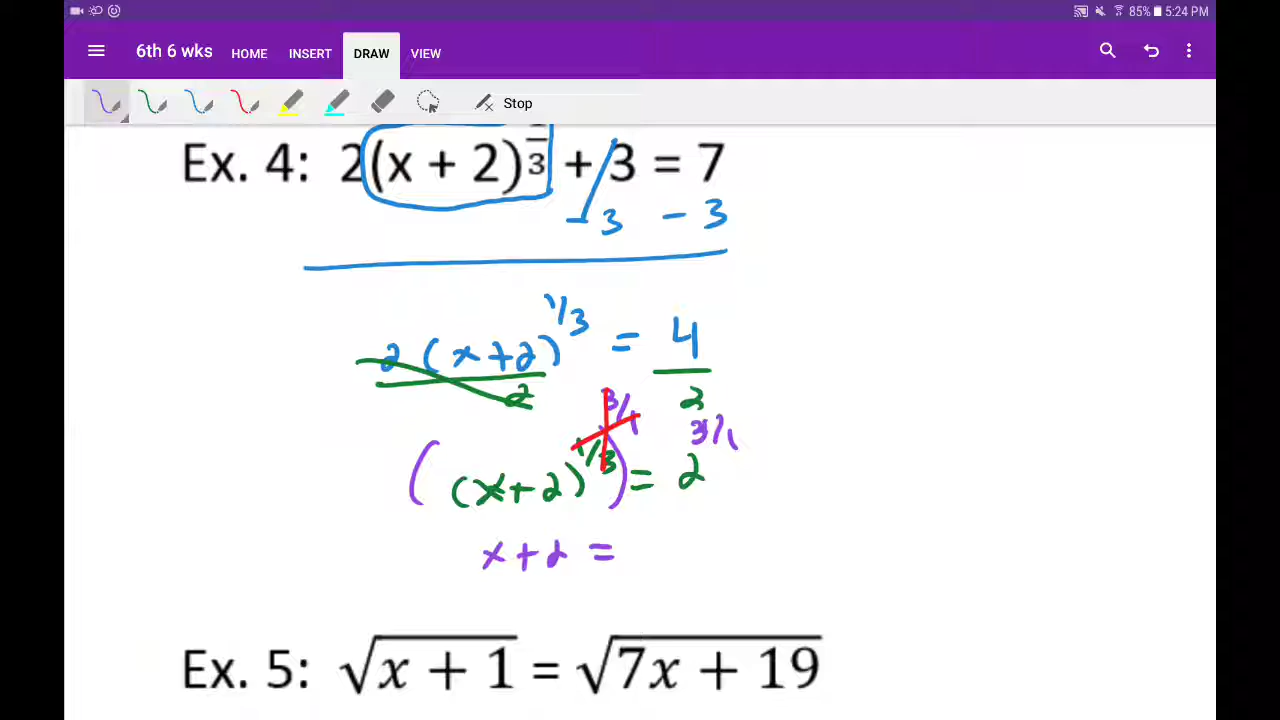 85% 5:24 PM
6th 6 wks HOME INSERT DRAW VIEW
Stop
Ex. 4: 2(x + 2)^{1/3} + 3 = 7
- 3 - 3
2 (x+2)^{1/3} = 4
2 2
3/1 3/1
( (x+2)^{1/3} ) = 2
x+2 =
Ex. 5: √x + 1 = √7x + 19